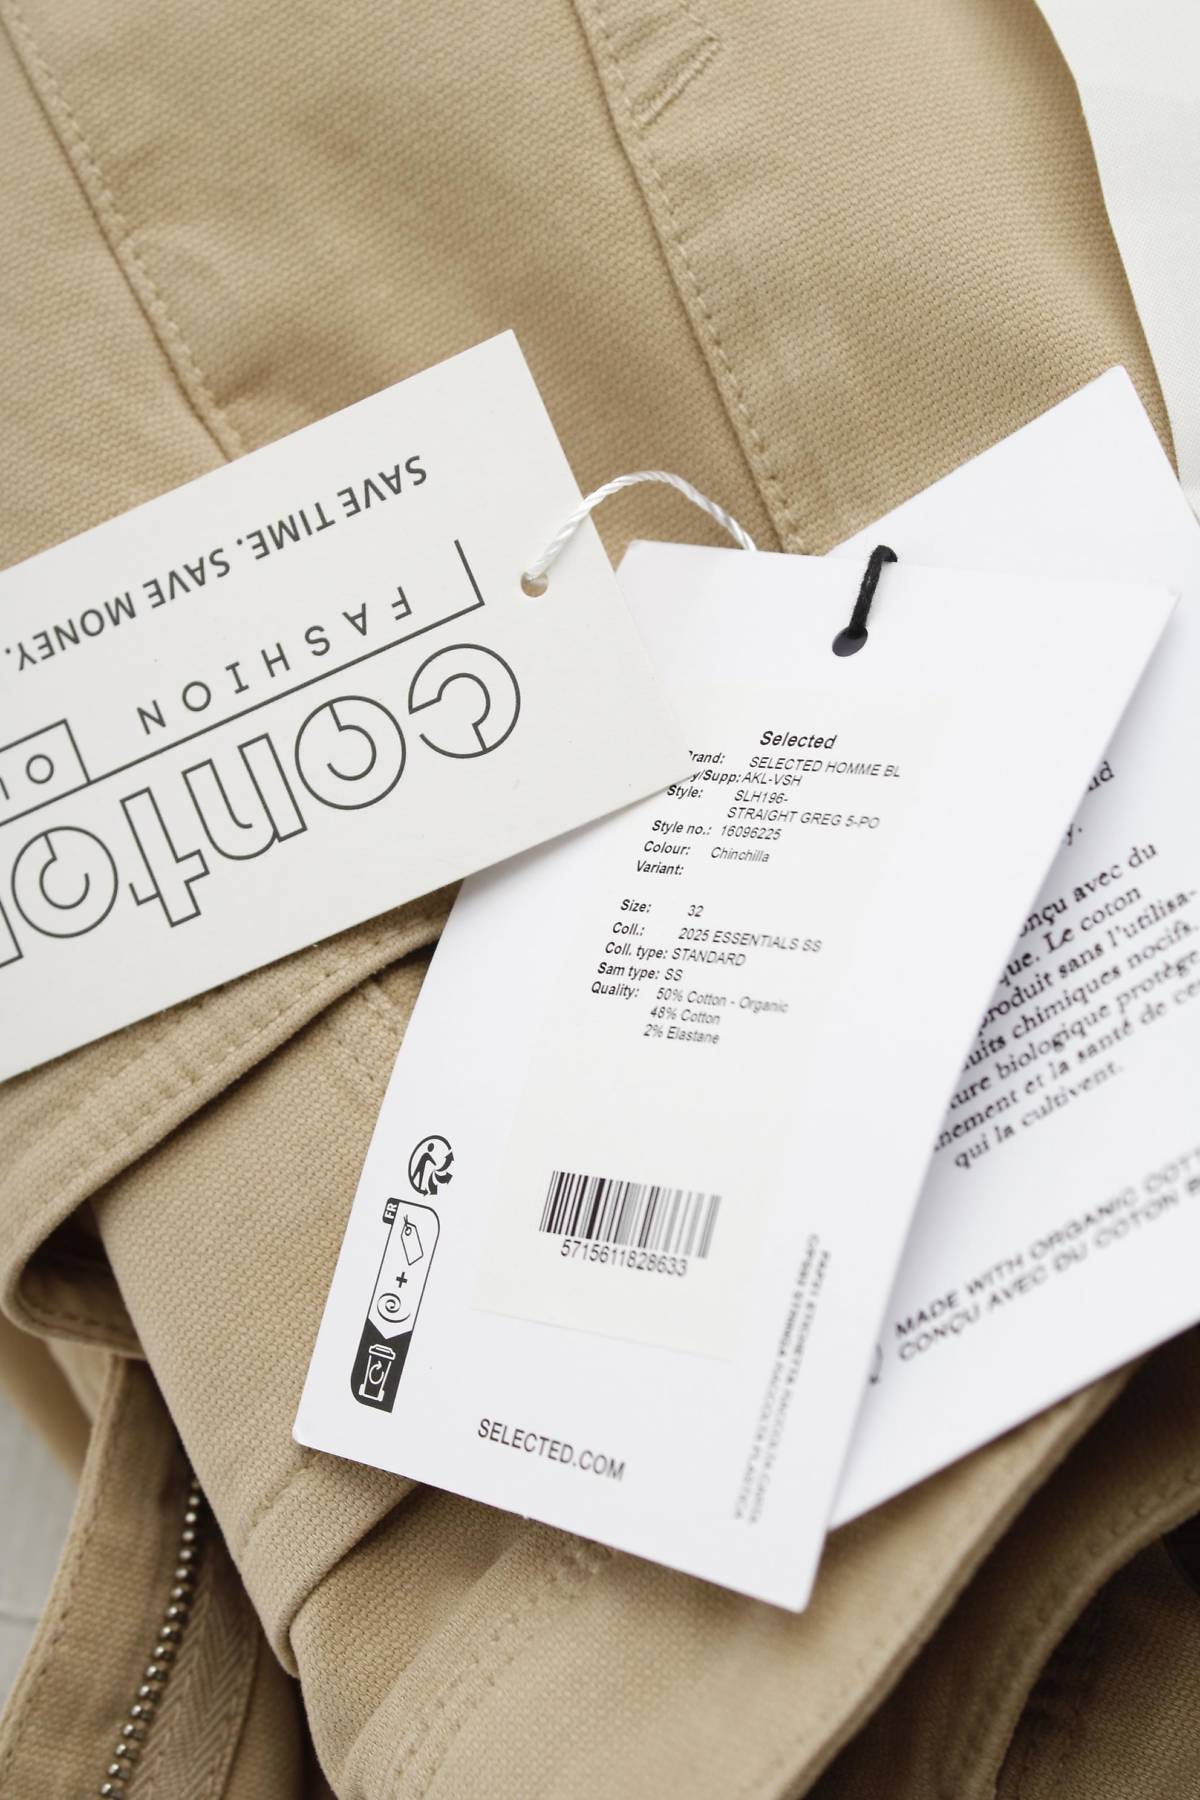 SAVE TIME. SAVE MONEY.
FASHION
Selected
Brand: SELECTED HOMME BL
y/Supp: AKL-VSH
Style: SLH196-
STRAIGHT GREG 5-PO
Style no.: 16096225
Colour: Chinchilla
Variant:
Size: 32
Coll.: 2025 ESSENTIALS SS
Coll. type: STANDARD
Sam type: SS
Quality: 50% Cotton - Organic
48% Cotton
2% Elastane
5715611828633
FR
+
SELECTED.COM
y.
onçu avec du
que. Le coton
produit sans l'utilisa-
uits chimiques nocifs.
ure biologique protège
nement et la santé de ce
qui la cultivent.
MADE WITH ORGANIC COTT
CONÇU AVEC DU COTON B